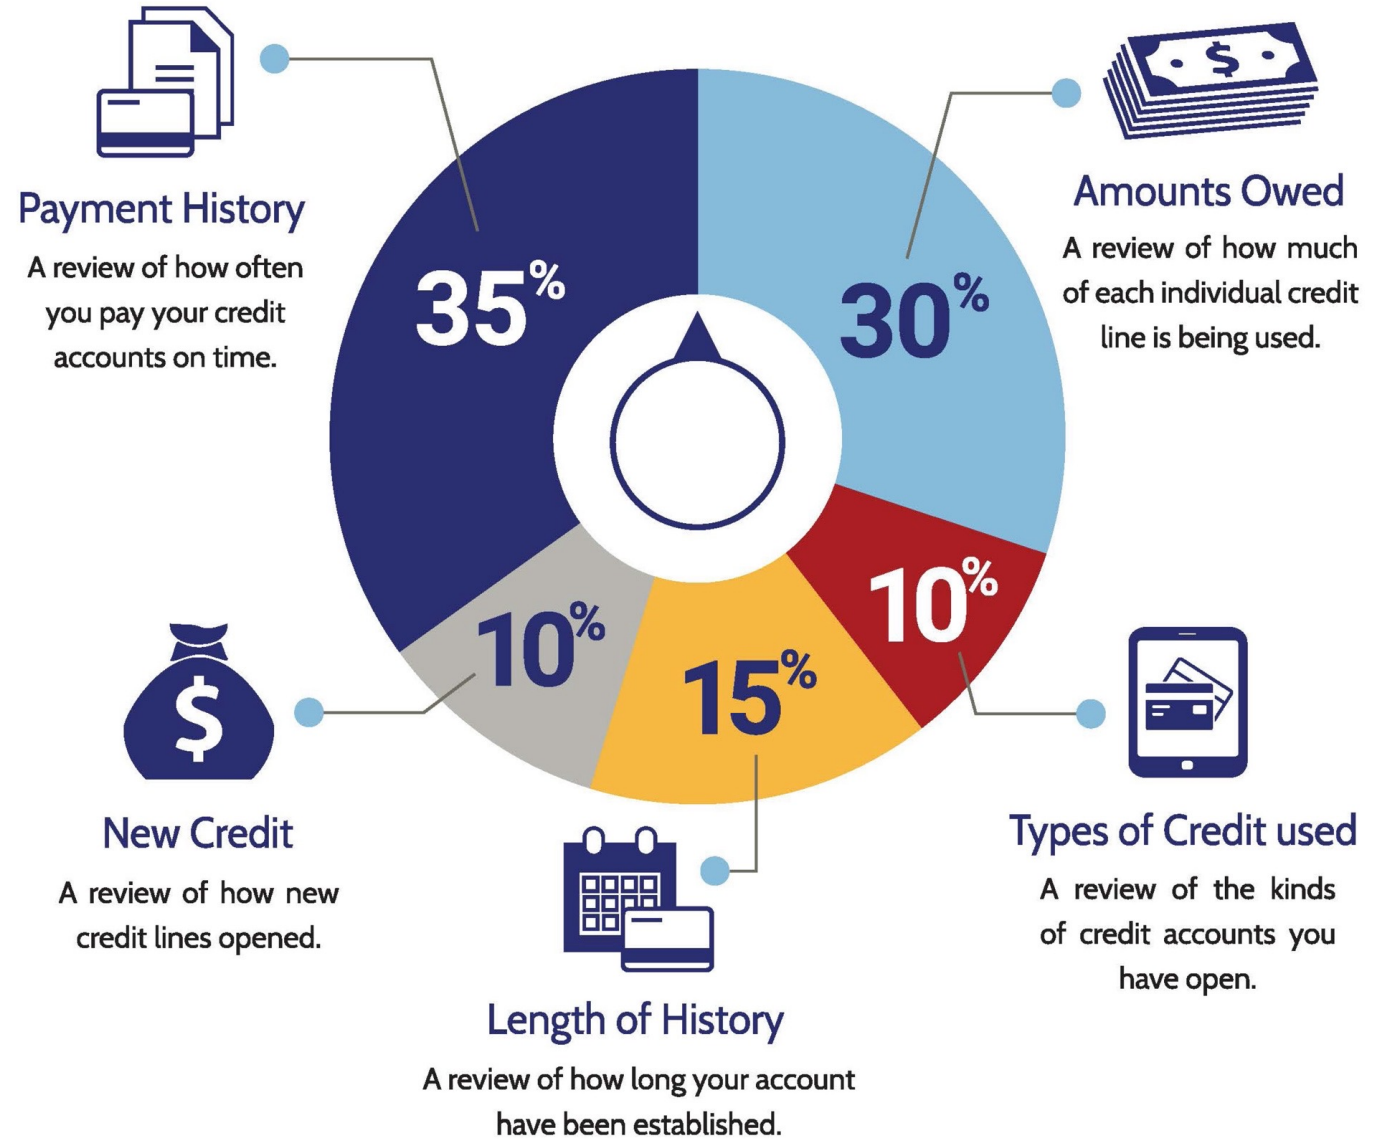 Payment History
A review of how often
you pay your credit
accounts on time.
35%
Amounts Owed
A review of how much
of each individual credit
line is being used.
30%
$
10%
15%
10%
$
New Credit
A review of how new
credit lines opened.
Types of Credit used
A review of the kinds
of credit accounts you
have open.
Length of History
A review of how long your account
have been established.